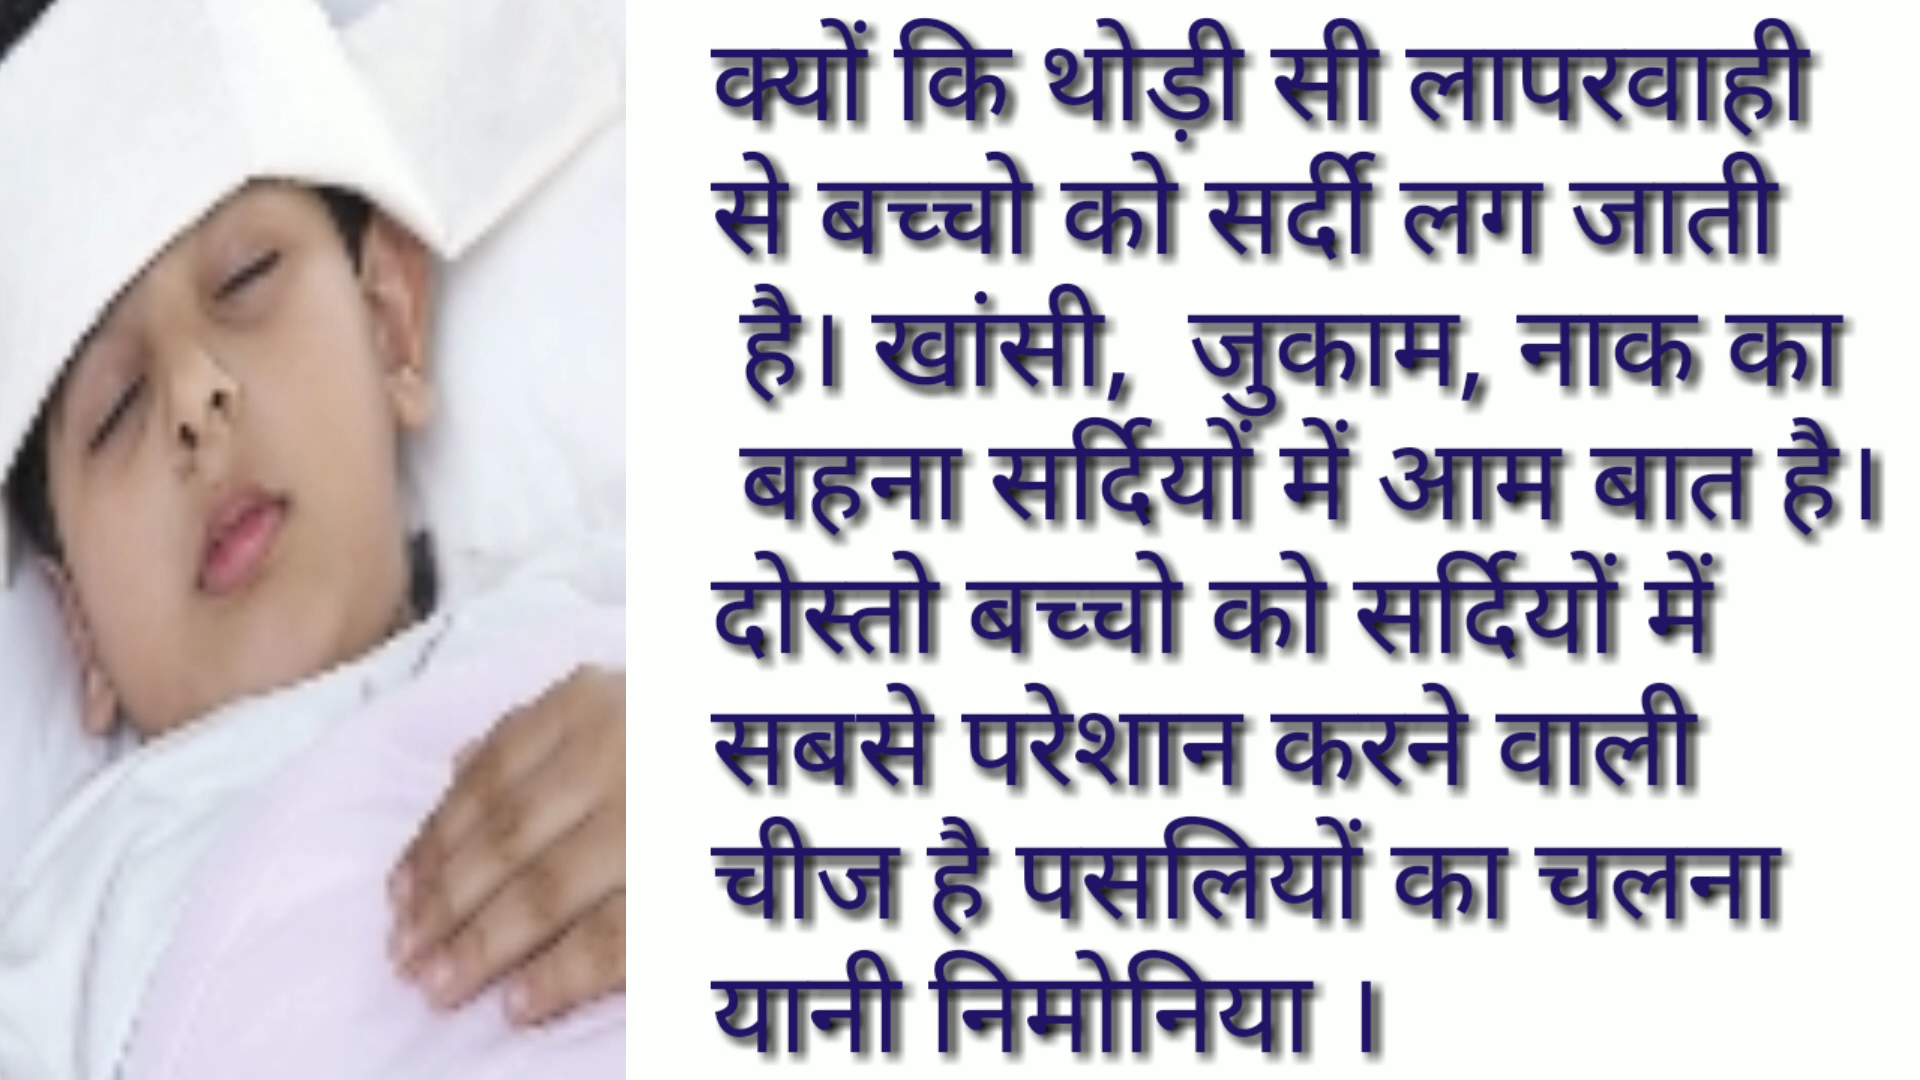 क्यों कि थोड़ी सी लापरवाही
से बच्चो को सर्दी लग जाती
है। खांसी, जुकाम, नाक का
बहना सर्दियों में आम बात है।
दोस्तो बच्चो को सर्दियों में
सबसे परेशान करने वाली
चीज है पसलियों का चलना
यानी निमोनिया ।